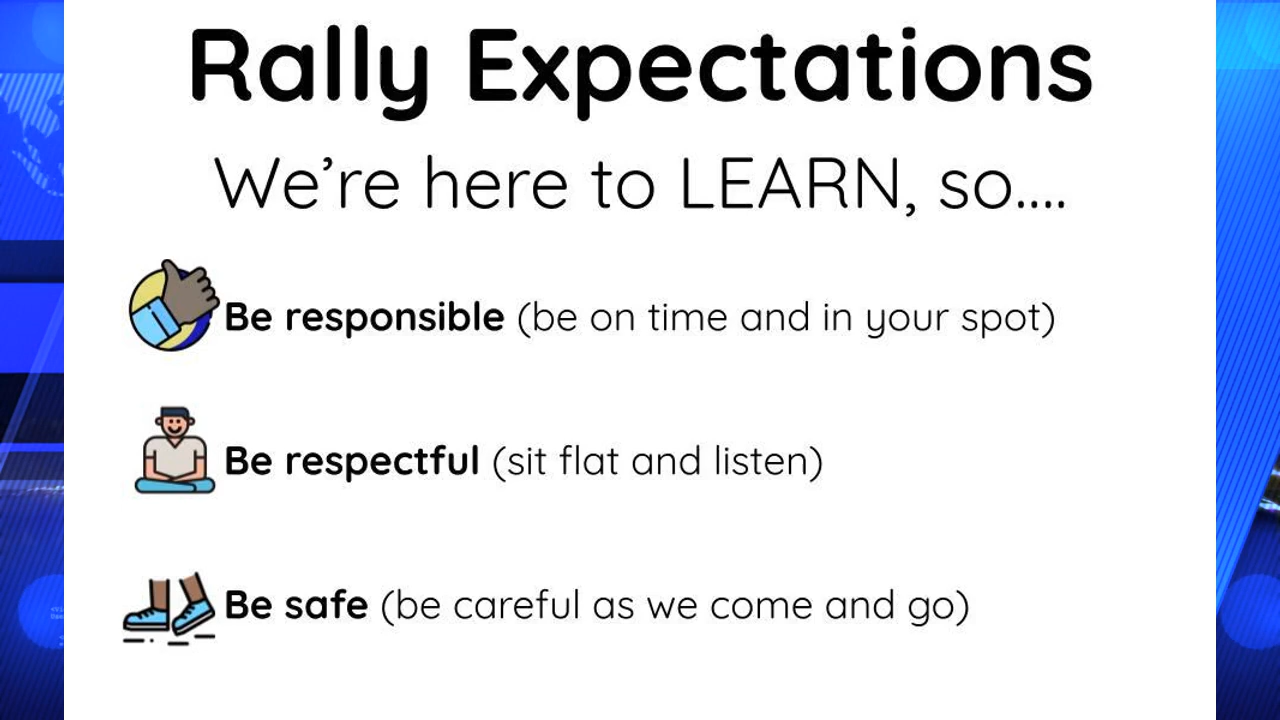 Rally Expectations
We’re here to LEARN, so....
Be responsible (be on time and in your spot)
Be respectful (sit flat and listen)
Be safe (be careful as we come and go)